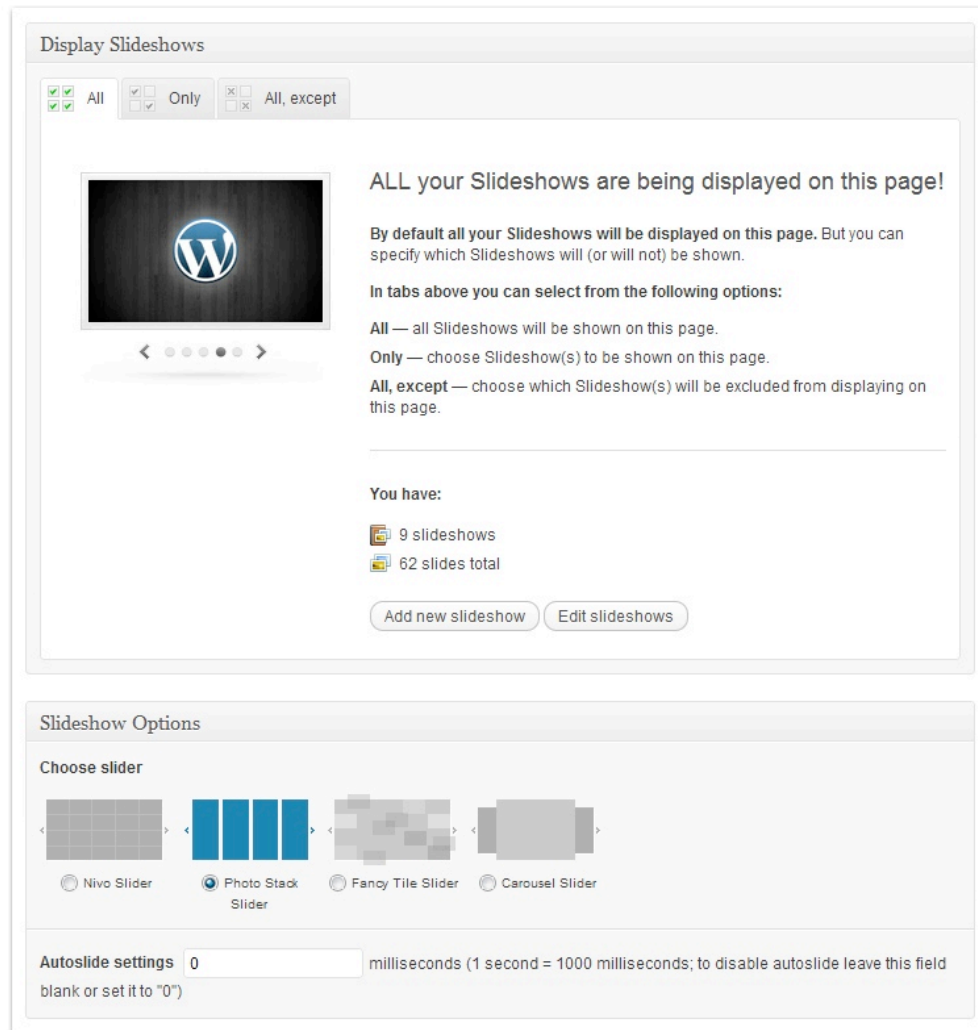 Display Slideshows
All
Only
All, except
ALL your Slideshows are being displayed on this page!
By default all your Slideshows will be displayed on this page. But you can
specify which Slideshows will (or will not) be shown.
In tabs above you can select from the following options:
All — all Slideshows will be shown on this page.
Only — choose Slideshow(s) to be shown on this page.
All, except — choose which Slideshow(s) will be excluded from displaying on
this page.
You have:
9 slideshows
62 slides total
Add new slideshow
Edit slideshows
Slideshow Options
Choose slider
Nivo Slider
Photo Stack
Slider
Fancy Tile Slider
Carousel Slider
Autoslide settings 0 milliseconds (1 second = 1000 milliseconds; to disable autoslide leave this field
blank or set it to "0")